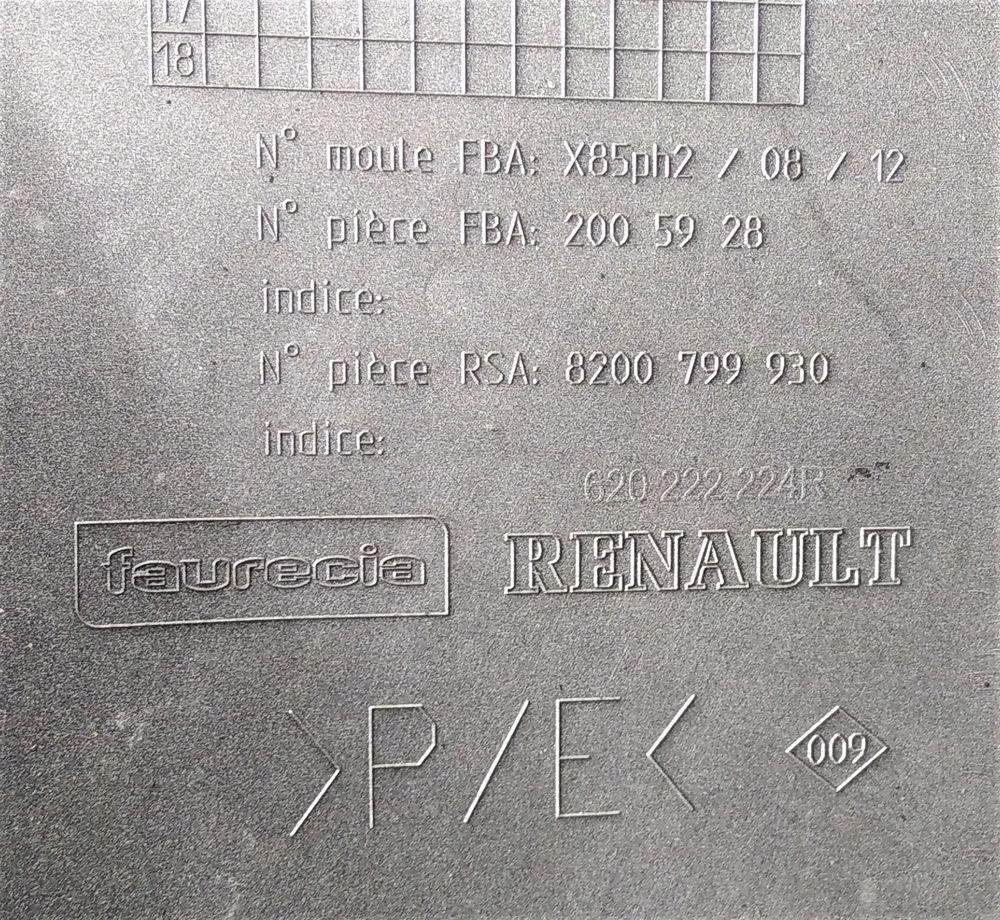 17
18
N° moule FBA: X85ph2 / 08 / 12
N° pièce FBA: 200 59 28
indice:
N° pièce RSA: 8200 799 930
indice:
620 222 224R
faurecia
RENAULT
>P/E<
009